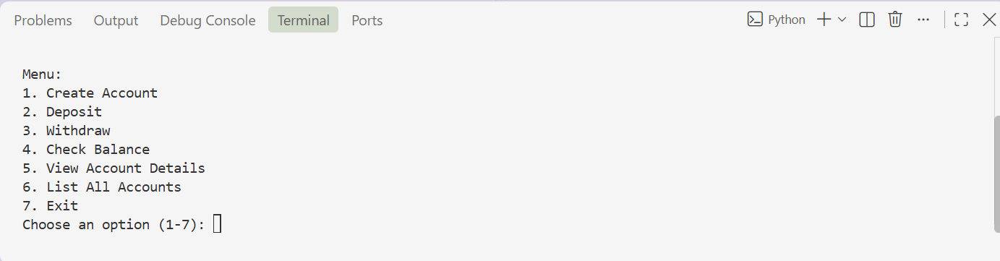 Problems Output Debug Console Terminal Ports Python
Menu:
1. Create Account
2. Deposit
3. Withdraw
4. Check Balance
5. View Account Details
6. List All Accounts
7. Exit
Choose an option (1-7):